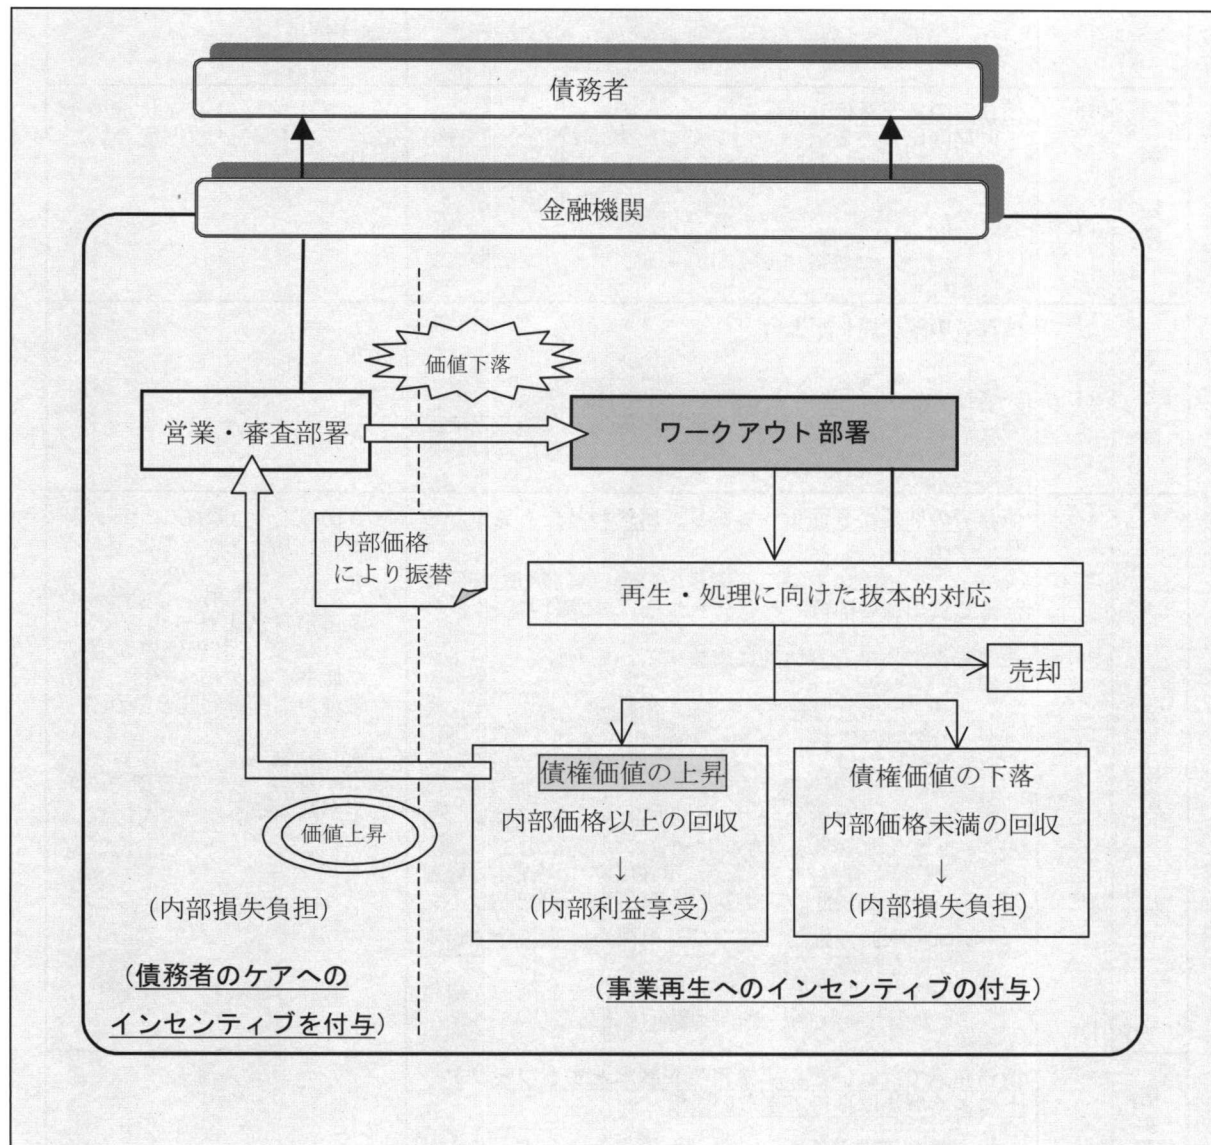 債務者
金融機関
価値下落
営業・審査部署
ワークアウト部署
内部価格
により振替
再生・処理に向けた抜本的対応
売却
債権価値の上昇
内部価格以上の回収
↓
(内部利益享受)
債権価値の下落
内部価格未満の回収
↓
(内部損失負担)
価値上昇
(内部損失負担)
(債務者のケアへの
インセンティブを付与)
(事業再生へのインセンティブの付与)